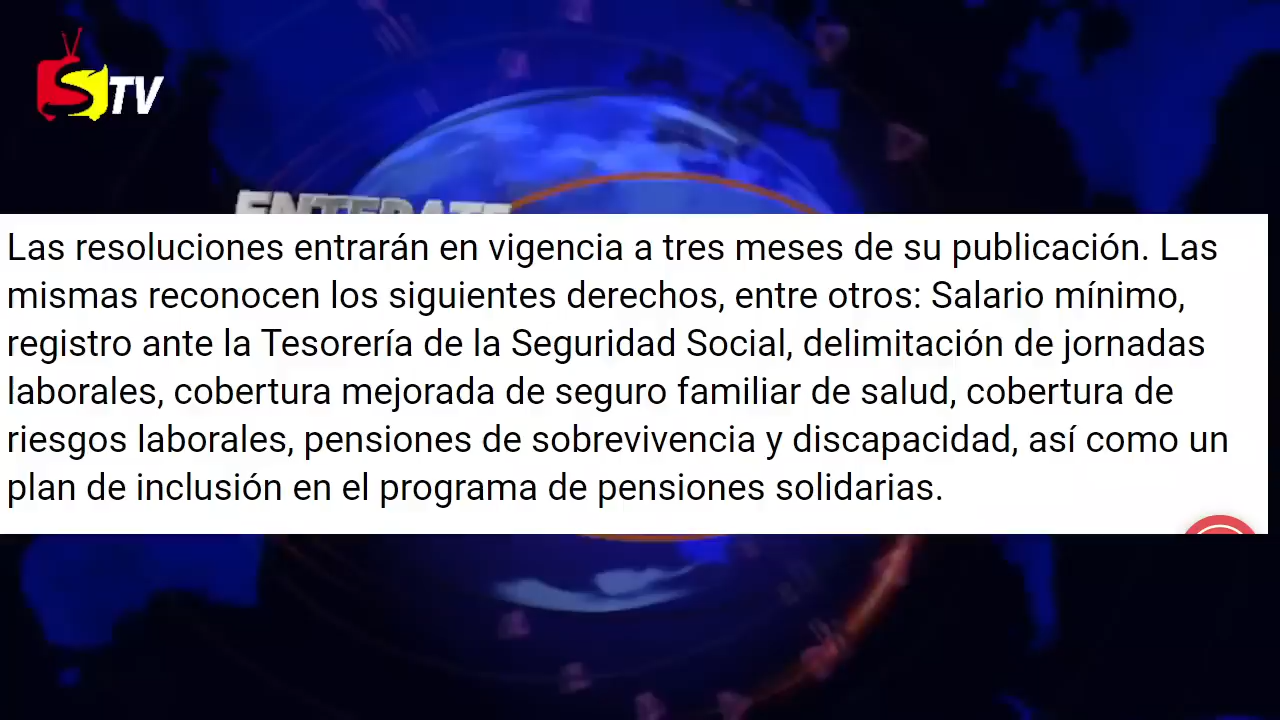 STV
ENTERATE
Las resoluciones entrarán en vigencia a tres meses de su publicación. Las
mismas reconocen los siguientes derechos, entre otros: Salario mínimo,
registro ante la Tesorería de la Seguridad Social, delimitación de jornadas
laborales, cobertura mejorada de seguro familiar de salud, cobertura de
riesgos laborales, pensiones de sobrevivencia y discapacidad, así como un
plan de inclusión en el programa de pensiones solidarias.